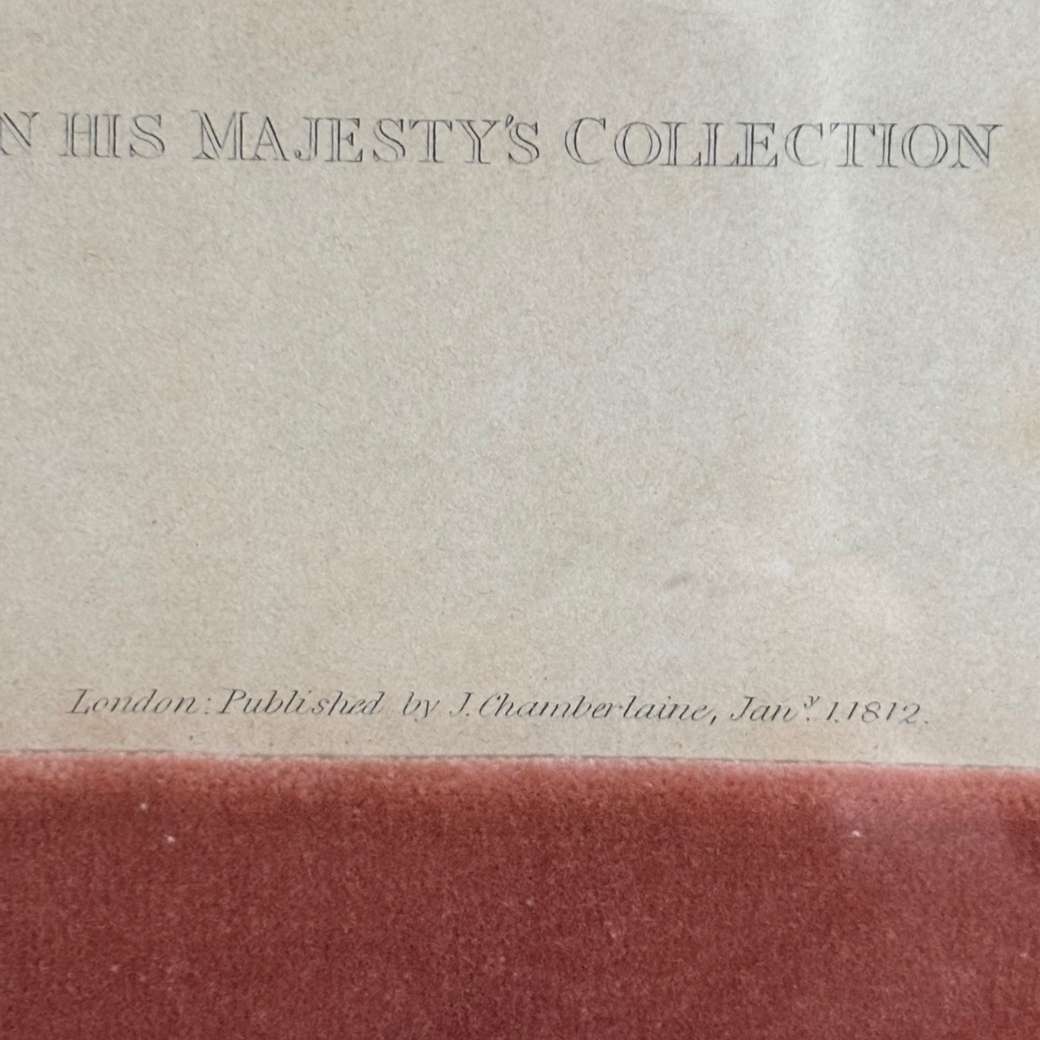 N HIS MAJESTY'S COLLECTION
London: Published by J. Chamberlaine, Jan.y 1.1812.